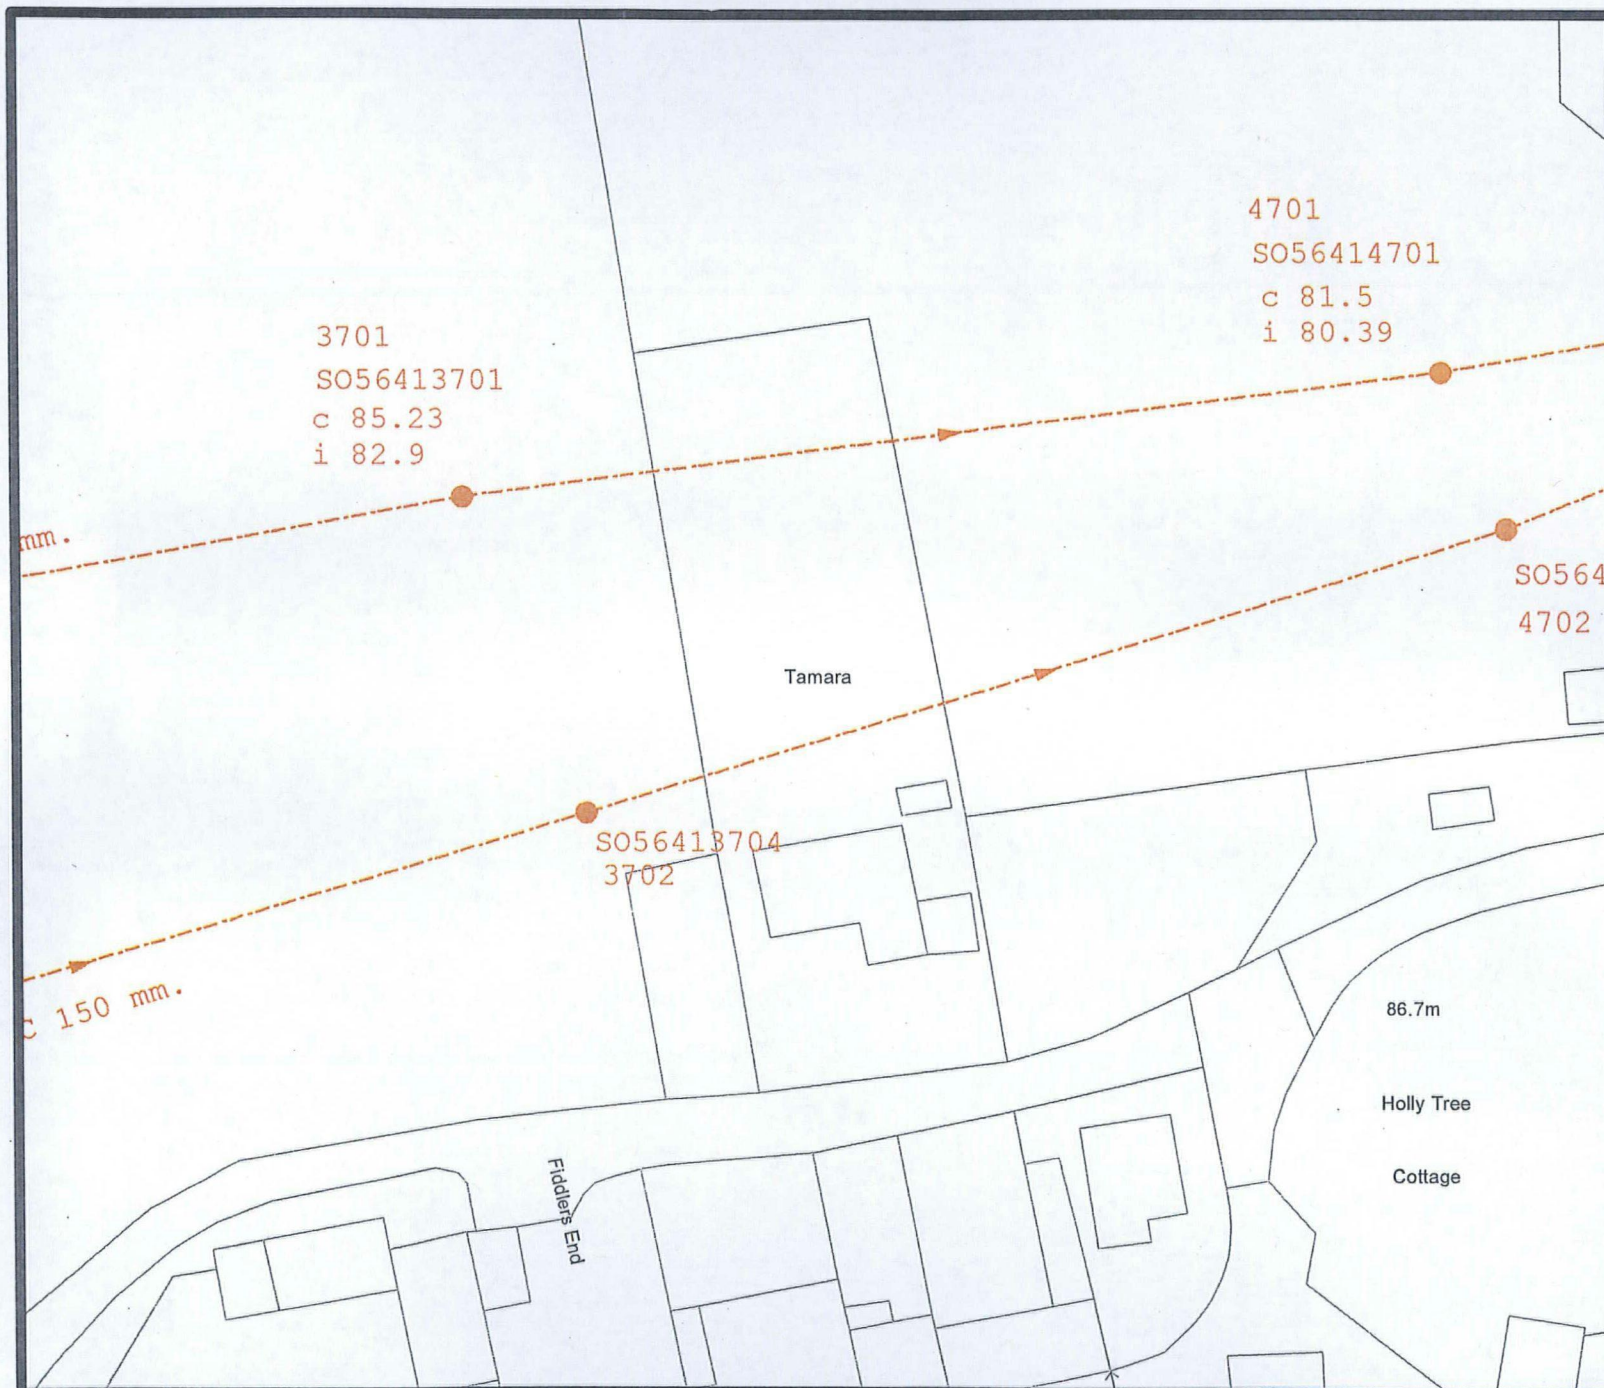 4701
SO56414701
c 81.5
i 80.39
3701
SO56413701
c 85.23
i 82.9
mm.
SO564
4702
Tamara
SO56413704
3702
C 150 mm.
86.7m
Holly Tree
Cottage
Fiddlers End